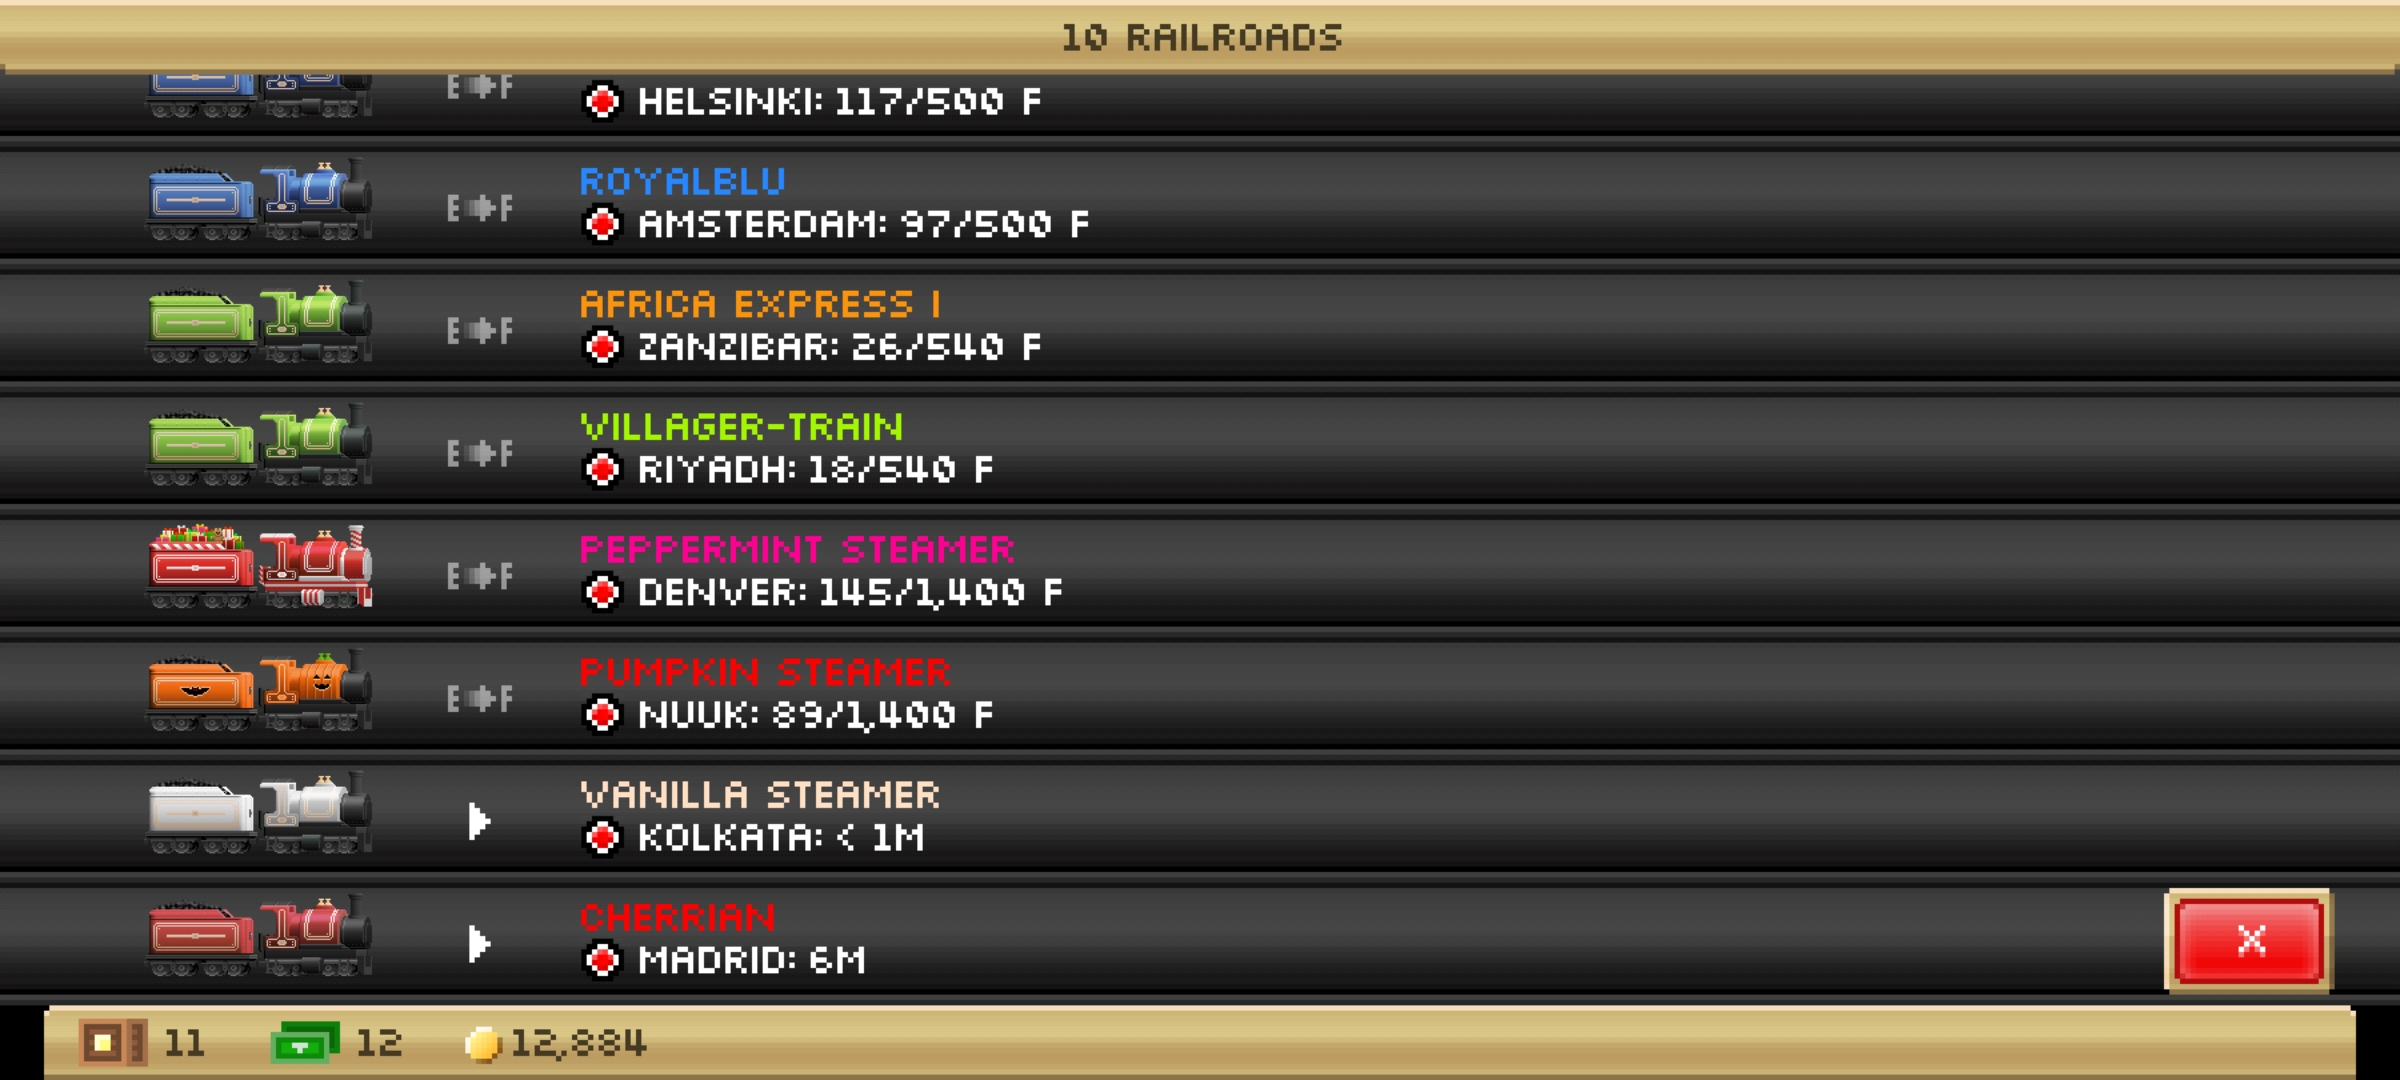 10 RAILROADS
E F
HELSINKI: 117/500 F
ROYALBLU
E F
AMSTERDAM: 97/500 F
AFRICA EXPRESS I
E F
ZANZIBAR: 26/540 F
VILLAGER-TRAIN
E F
RIYADH: 18/540 F
PEPPERMINT STEAMER
E F
DENVER: 145/1,400 F
PUMPKIN STEAMER
E F
NUUK: 89/1,400 F
VANILLA STEAMER
KOLKATA: < 1M
CHERRIAN
MADRID: 6M
X
11 12 12,884